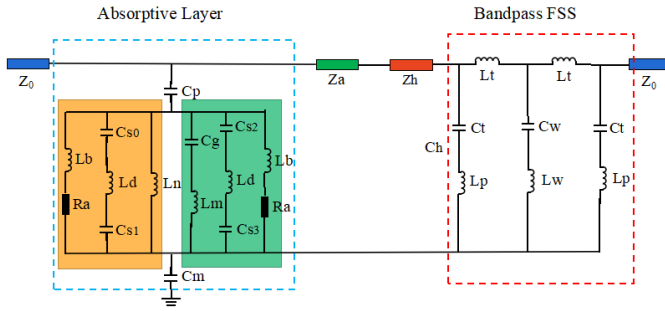 Absorptive Layer
Bandpass FSS
Z0
Za
Zh
Lt
Lt
Z0
Cp
Cs0
Cg
Cs2
Ct
Cw
Ct
Ch
Lb
Ld
Ln
Lb
Ld
Lm
Lp
Lw
Lp
Ra
Ra
Cs1
Cs3
Cm